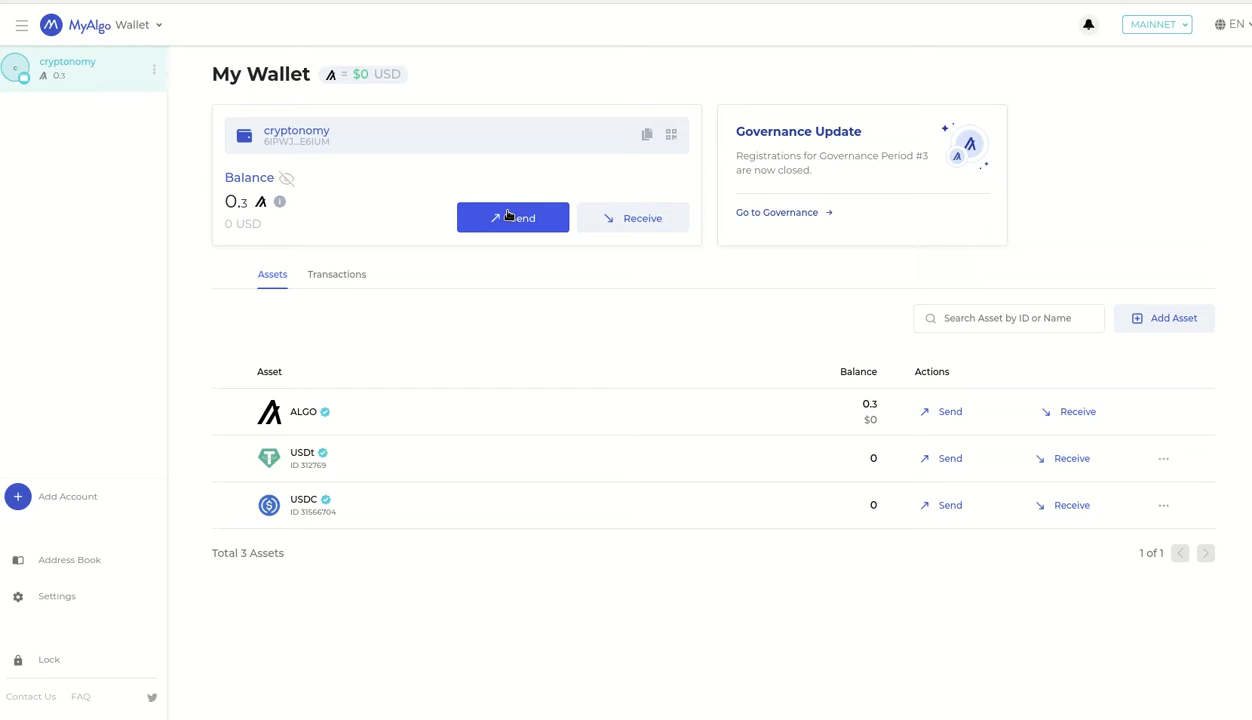 MyAlgo Wallet
MAINNET
EN
cryptonomy
0.3
My Wallet
= $0 USD
cryptonomy
6IPWJ...E6IUM
Balance
0.3
0 USD
Send
Receive
Governance Update
Registrations for Governance Period #3
are now closed.
Go to Governance
Assets
Transactions
Search Asset by ID or Name
Add Asset
Asset
Balance
Actions
ALGO
0.3
$0
Send
Receive
USDt
ID 312769
0
Send
Receive
USDC
ID 31566704
0
Send
Receive
Total 3 Assets
1 of 1
Add Account
Address Book
Settings
Lock
Contact Us
FAQ